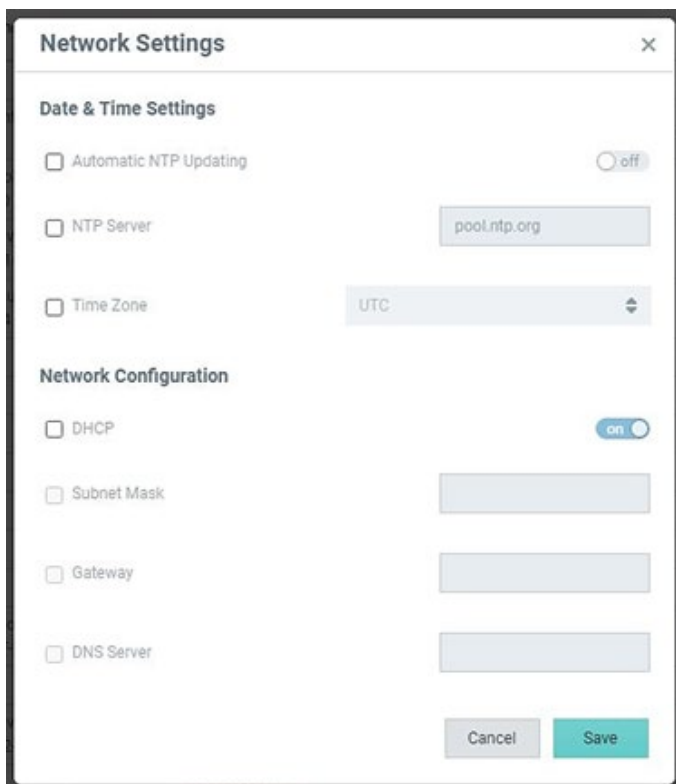 Network Settings
Date & Time Settings
Automatic NTP Updating
off
NTP Server
pool.ntp.org
Time Zone
UTC
Network Configuration
DHCP
on
Subnet Mask
Gateway
DNS Server
Cancel
Save